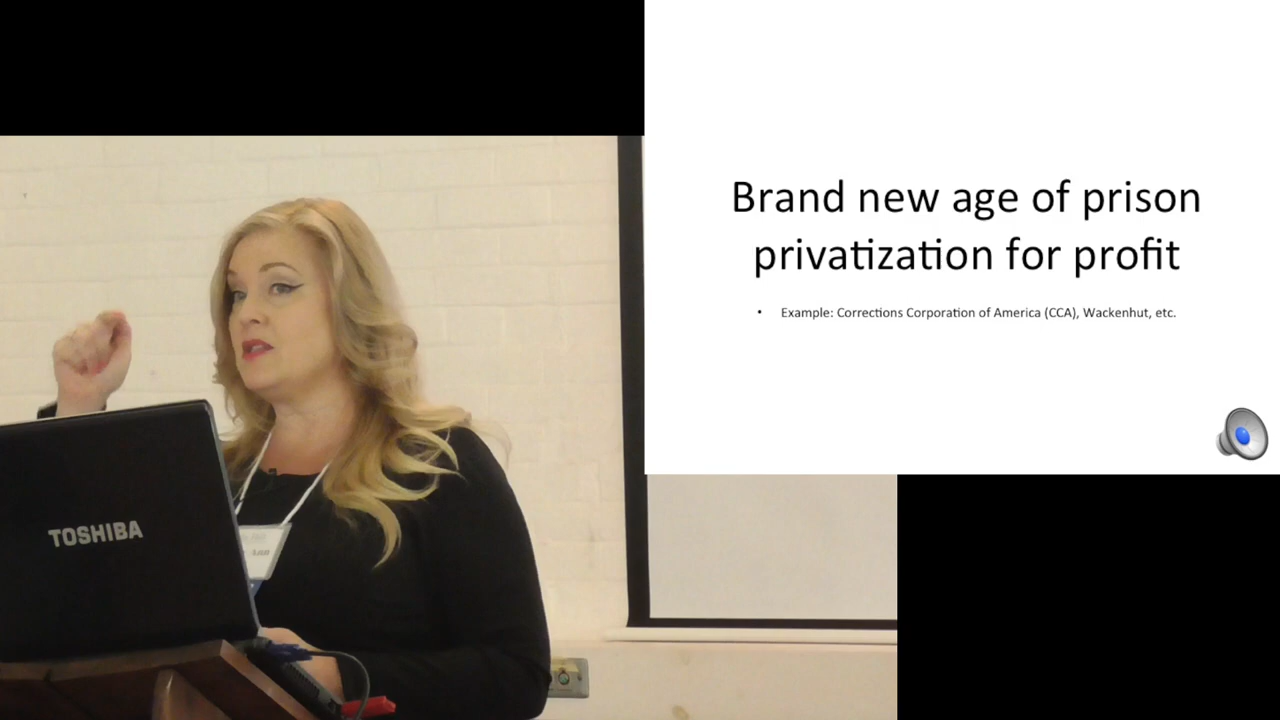 Brand new age of prison
privatization for profit
• Example: Corrections Corporation of America (CCA), Wackenhut, etc.
TOSHIBA